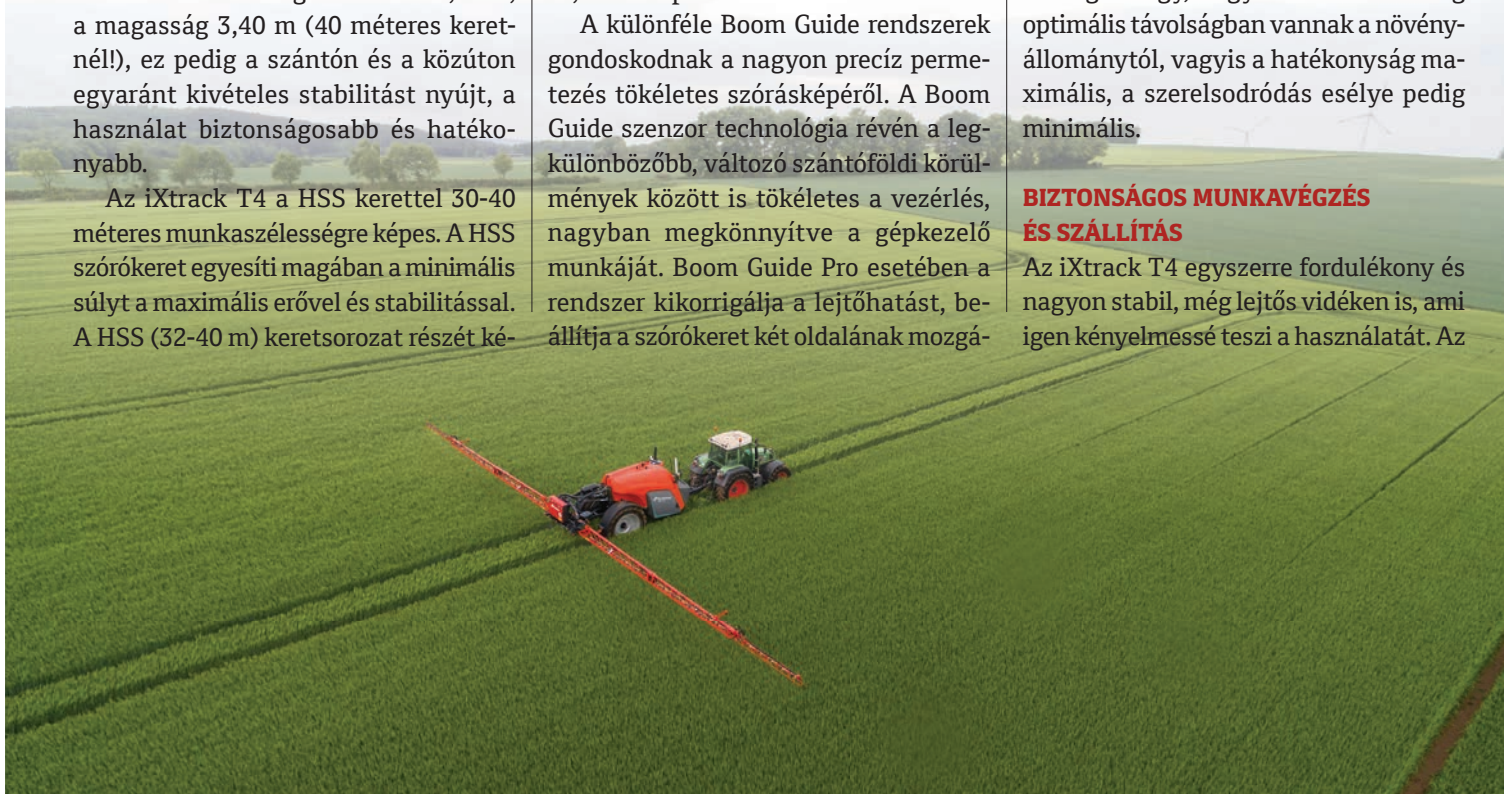 a magasság 3,40 m (40 méteres keret-
nél!), ez pedig a szántón és a közúton
egyaránt kivételes stabilitást nyújt, a
használat biztonságosabb és hatéko-
nyabb.
Az iXtrack T4 a HSS kerettel 30-40
méteres munkaszélességre képes. A HSS
szórókeret egyesíti magában a minimális
súlyt a maximális erővel és stabilitással.
A HSS (32-40 m) keretsorozat részét ké-
A különféle Boom Guide rendszerek
gondoskodnak a nagyon precíz perme-
tezés tökéletes szórásképéről. A Boom
Guide szenzor technológia révén a leg-
különbözőbb, változó szántóföldi körül-
mények között is tökéletes a vezérlés,
nagyban megkönnyítve a gépkezelő
munkáját. Boom Guide Pro esetében a
rendszer kikorrigálja a lejtőhatást, be-
állítja a szórókeret két oldalának mozgá-
optimális távolságban vannak a növény-
állománytól, vagyis a hatékonyság ma-
ximális, a szerelsodródás esélye pedig
minimális.
BIZTONSÁGOS MUNKAVÉGZÉS
ÉS SZÁLLÍTÁS
Az iXtrack T4 egyszerre fordulékony és
nagyon stabil, még lejtős vidéken is, ami
igen kényelmessé teszi a használatát. Az